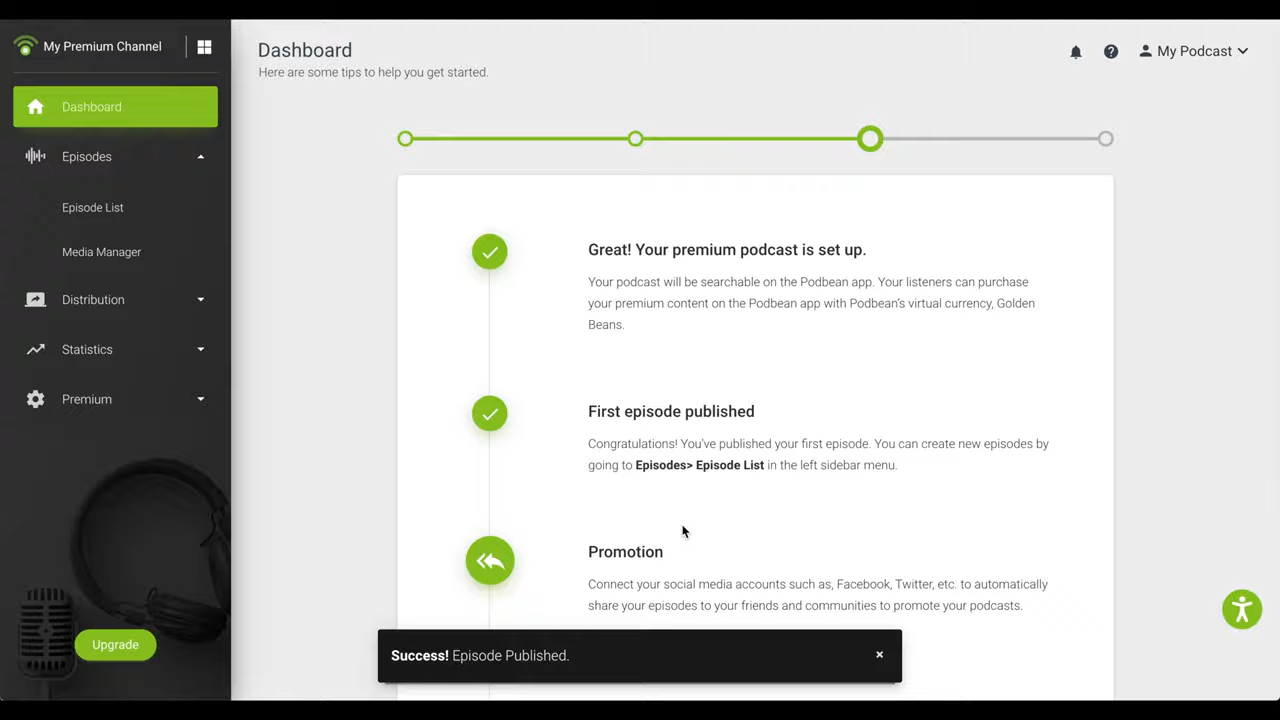 My Premium Channel
Dashboard
Episodes
Episode List
Media Manager
Distribution
Statistics
Premium
Upgrade
Dashboard
Here are some tips to help you get started.
My Podcast
Great! Your premium podcast is set up.
Your podcast will be searchable on the Podbean app. Your listeners can purchase
your premium content on the Podbean app with Podbean's virtual currency, Golden
Beans.
First episode published
Congratulations! You've published your first episode. You can create new episodes by
going to Episodes> Episode List in the left sidebar menu.
Promotion
Connect your social media accounts such as, Facebook, Twitter, etc. to automatically
share your episodes to your friends and communities to promote your podcasts.
Success! Episode Published.